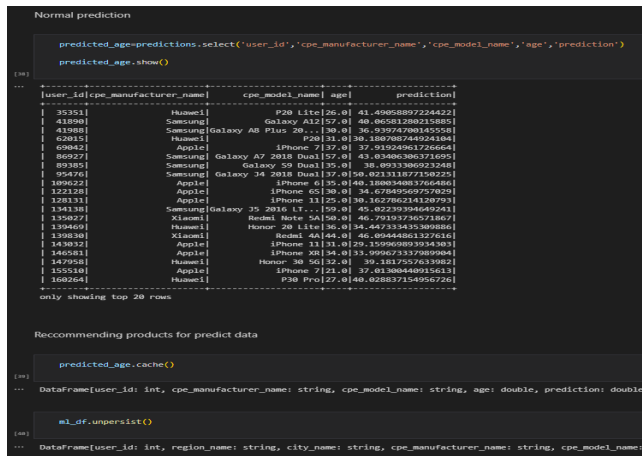 Normal prediction
predicted_age=predictions.select('user_id','cpe_manufacturer_name','cpe_model_name','age','prediction')
predicted_age.show()
[38]
...
+-------+---------------------+--------------------+----+------------------+
|user_id|cpe_manufacturer_name| cpe_model_name| age| prediction|
+-------+---------------------+--------------------+----+------------------+
| 35351| Huawei| P20 Lite|26.0| 41.49058897224422|
| 41890| Samsung| Galaxy A12|57.0| 40.06581280215885|
| 41988| Samsung|Galaxy A8 Plus 20...|30.0| 36.93974700145558|
| 62015| Huawei| P20|31.0|30.180708744924104|
| 69042| Apple| iPhone 7|37.0| 37.91924961726664|
| 86927| Samsung| Galaxy A7 2018 Dual|57.0| 43.03406306371695|
| 89385| Samsung| Galaxy S9 Dual|35.0| 38.0933306923248|
| 95476| Samsung| Galaxy J4 2018 Dual|37.0|50.021311877150225|
| 109622| Apple| iPhone 6|35.0|40.180034083766486|
| 122128| Apple| iPhone 6S|30.0| 34.67849569757029|
| 128131| Apple| iPhone 11|25.0|30.162786214120793|
| 134138| Samsung|Galaxy J5 2016 LT...|59.0| 45.02239394649241|
| 135027| Xiaomi| Redmi Note 5A|50.0| 46.79193736571867|
| 139469| Huawei| Honor 20 Lite|36.0|34.447333435309886|
| 139830| Xiaomi| Redmi 4A|44.0| 46.09444861327616|
| 143032| Apple| iPhone 11|31.0|29.159969893934303|
| 146581| Apple| iPhone XR|34.0|33.999673337989904|
| 147958| Huawei| Honor 30 5G|32.0| 39.1817557633982|
| 155510| Apple| iPhone 7|21.0| 37.01300440915613|
| 160264| Huawei| P30 Pro|27.0|40.028837154956726|
+-------+---------------------+--------------------+----+------------------+
only showing top 20 rows
Reccommending products for predict data
predicted_age.cache()
[39]
... DataFrame[user_id: int, cpe_manufacturer_name: string, cpe_model_name: string, age: double, prediction: double
ml_df.unpersist()
[40]
... DataFrame[user_id: int, region_name: string, city_name: string, cpe_manufacturer_name: string, cpe_model_name: